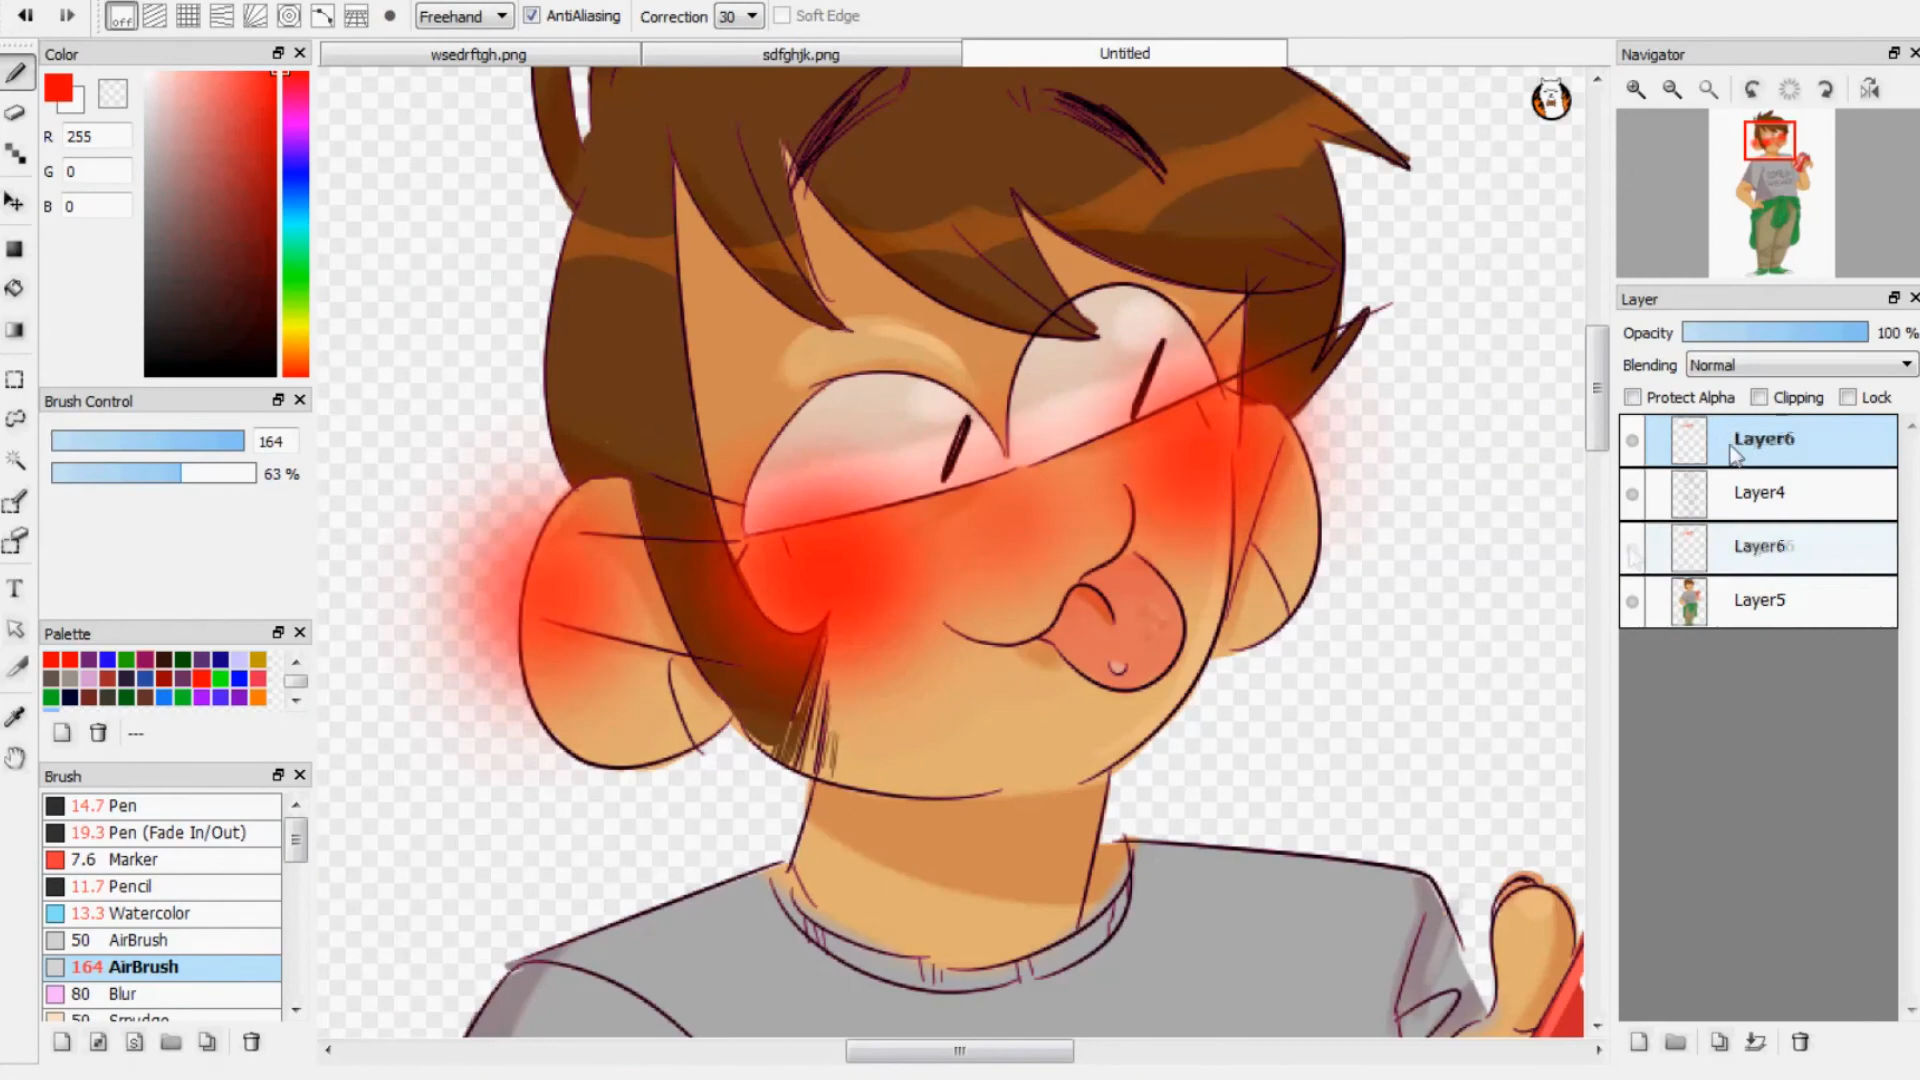 off
Freehand
AntiAliasing
Correction
30
Soft Edge
Color
wsedrftgh.png
sdfghjk.png
Untitled
Navigator
R 255
G 0
B 0
Layer
Opacity
100 %
Blending
Normal
Protect Alpha
Clipping
Lock
Brush Control
164
63 %
Layer6
Layer4
Layer6
Layer5
Palette
---
Brush
14.7 Pen
19.3 Pen (Fade In/Out)
7.6 Marker
11.7 Pencil
13.3 Watercolor
50 AirBrush
164 AirBrush
80 Blur
50 Smudge